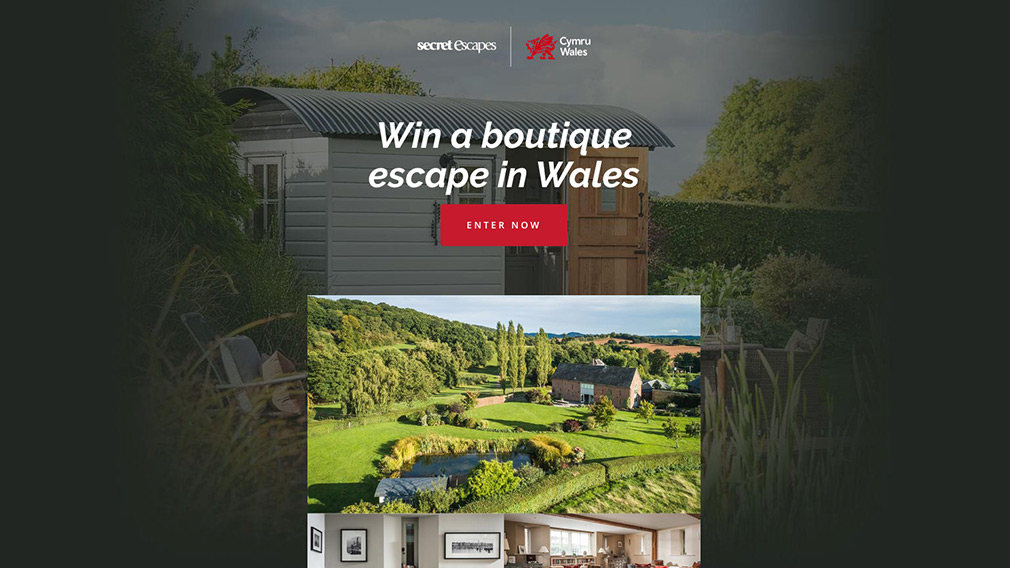 secret escapes
Cymru
Wales
Win a boutique
escape in Wales
ENTER NOW